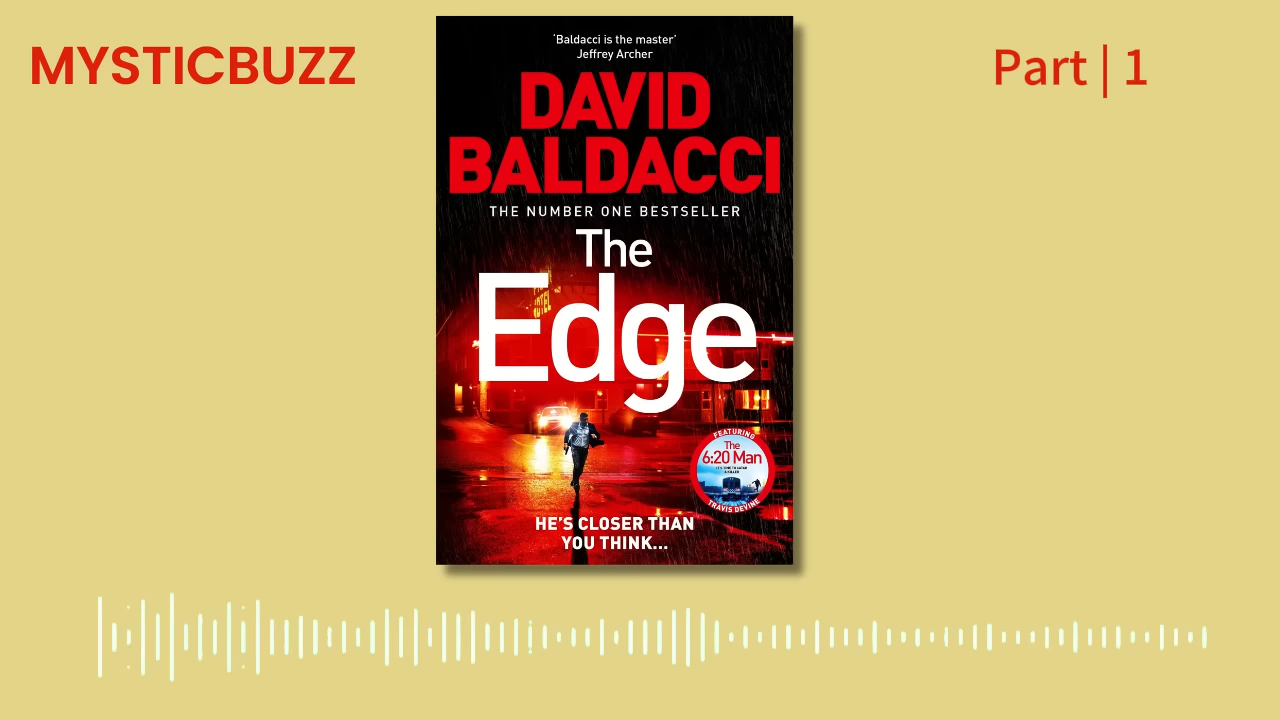 MYSTICBUZZ
Part | 1
'Baldacci is the master'
Jeffrey Archer
DAVID
BALDACCI
THE NUMBER ONE BESTSELLER
The
Edge
HOTEL
FEATURING
The
6:20 Man
TRAVIS DEVINE
HE'S CLOSER THAN
YOU THINK...